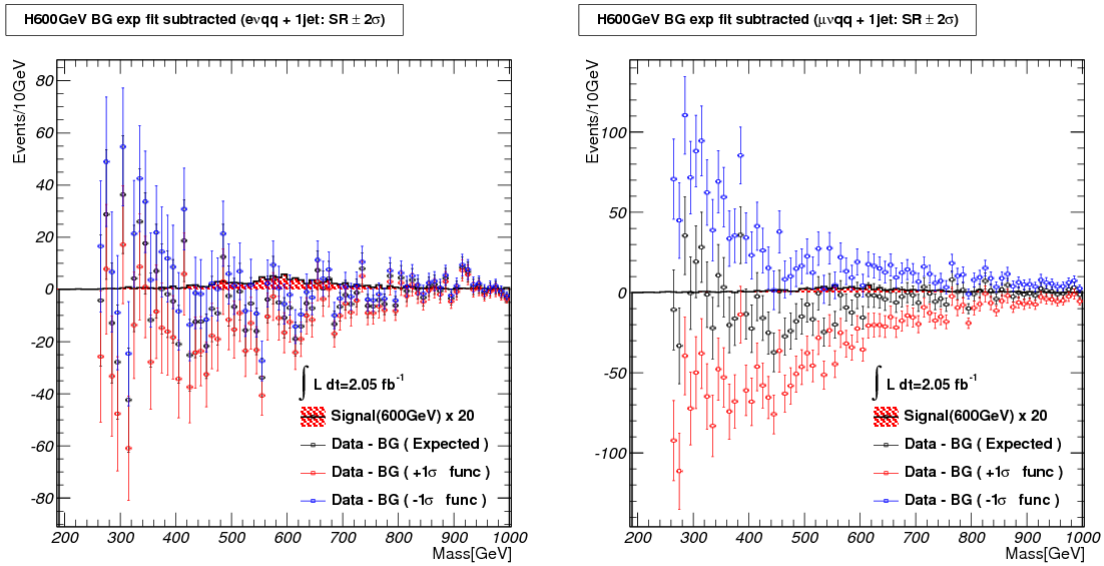 H600GeV BG exp fit subtracted (eνqq + 1jet: SR ± 2σ)
Events/10GeV
80
60
40
20
0
-20
-40
-60
-80
∫ L dt=2.05 fb⁻¹
Signal(600GeV) x 20
Data - BG ( Expected )
Data - BG ( +1σ func )
Data - BG ( -1σ func )
200 300 400 500 600 700 800 900 1000
Mass[GeV]
H600GeV BG exp fit subtracted (μνqq + 1jet: SR ± 2σ)
Events/10GeV
100
50
0
-50
-100
∫ L dt=2.05 fb⁻¹
Signal(600GeV) x 20
Data - BG ( Expected )
Data - BG ( +1σ func )
Data - BG ( -1σ func )
200 300 400 500 600 700 800 900 1000
Mass[GeV]